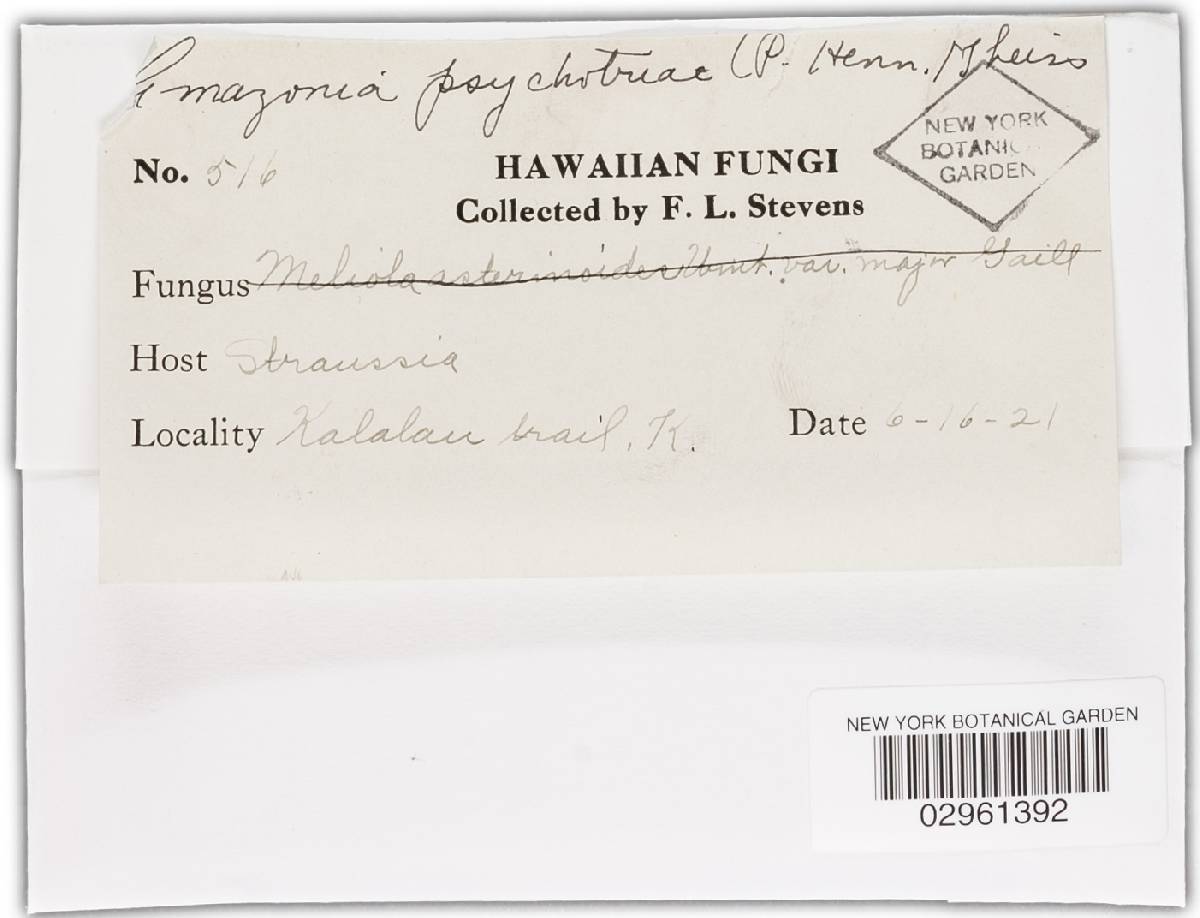 Amazonia psychotriae (P. Henn.) Theiss
NEW YORK
BOTANIC
GARDEN
No. 516
HAWAIIAN FUNGI
Collected by F. L. Stevens
Fungus Meliola asterinoides Wint. var. major Gaill
Host Straussia
Locality Kalalau trail, K.
Date 6-16-21
NEW YORK BOTANICAL GARDEN
02961392